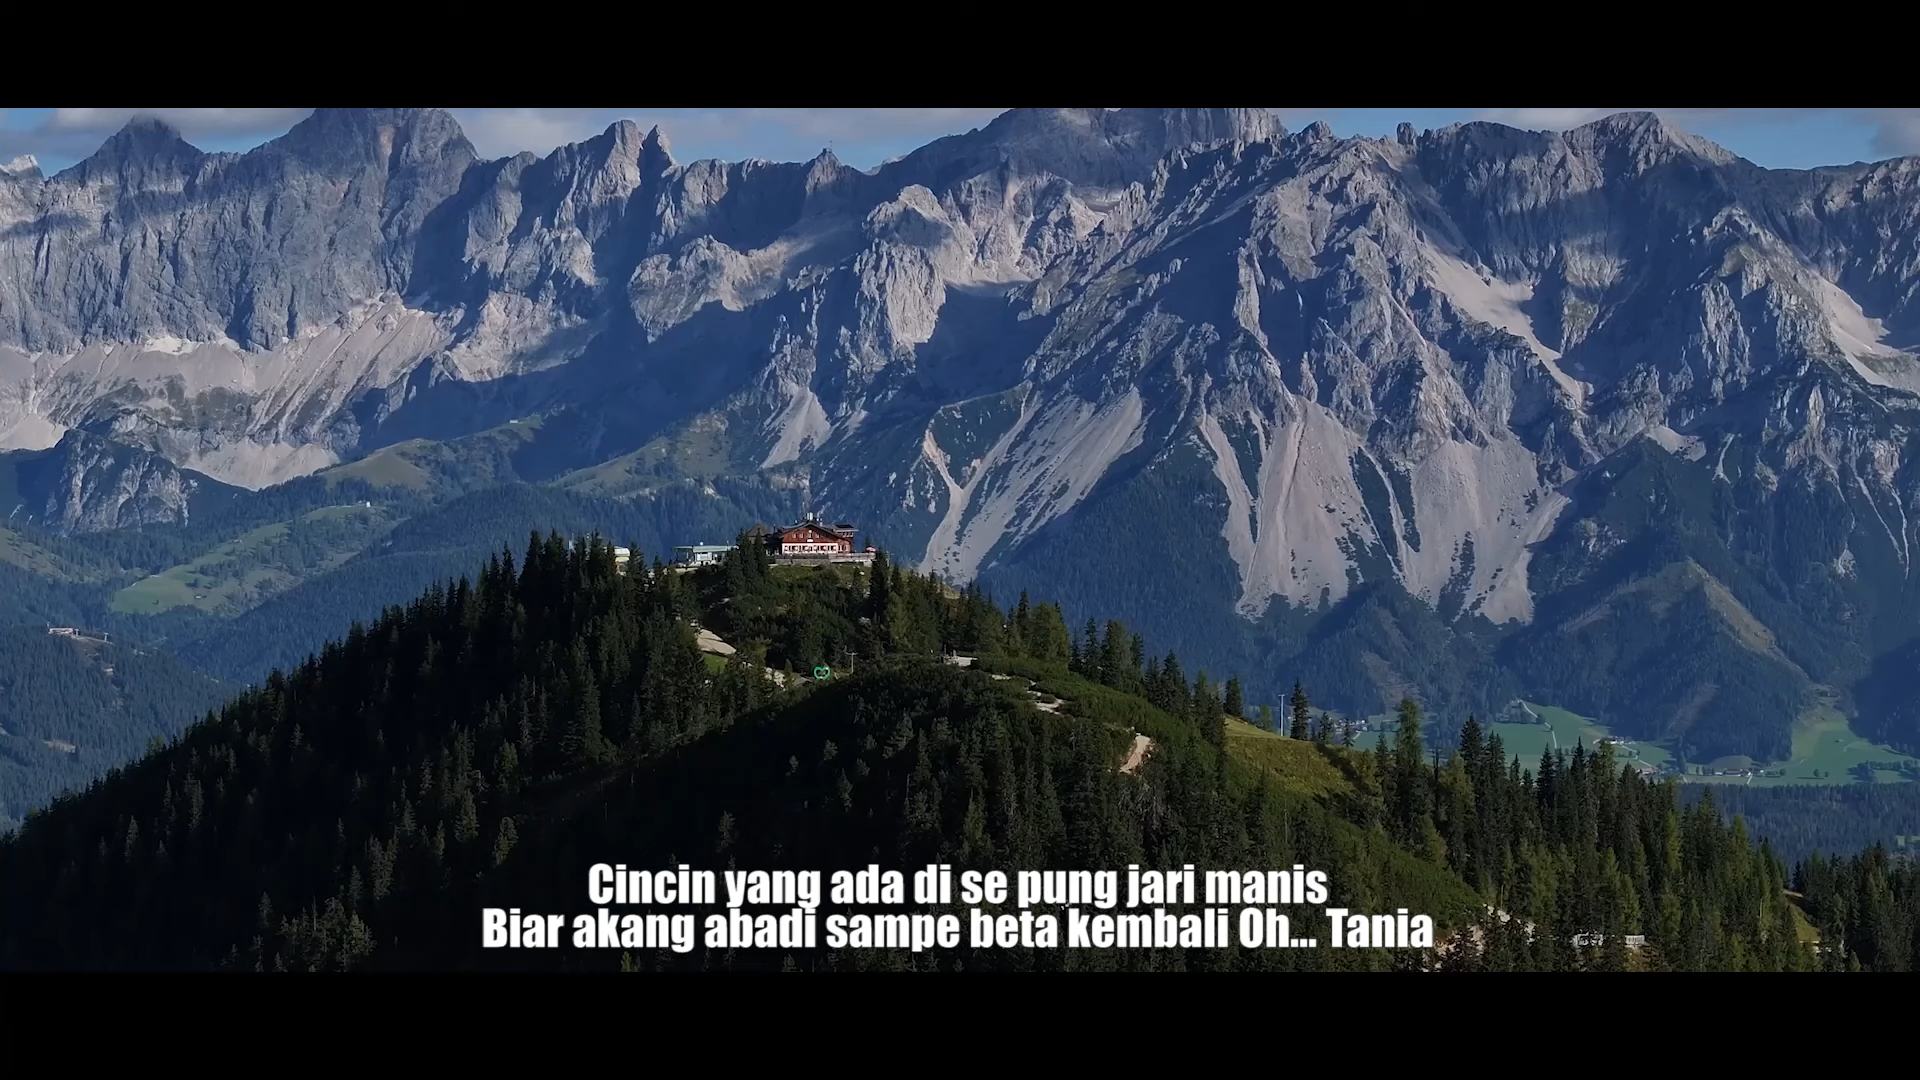 Cincin yang ada di se pung jari manis
Biar akang abadi sampe beta kembali Oh... Tania